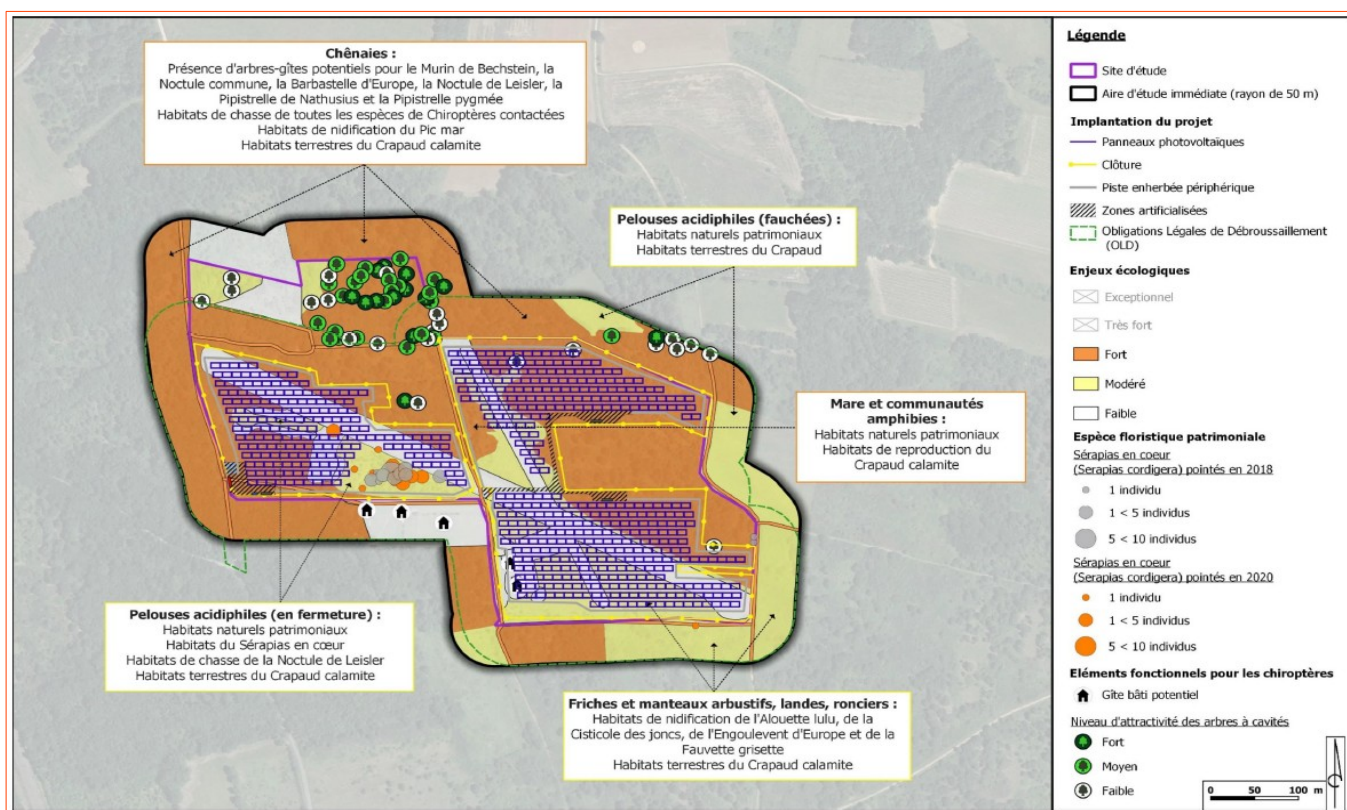 Chênaies :
Présence d'arbres-gîtes potentiels pour le Murin de Bechstein, la
Noctule commune, la Barbastelle d'Europe, la Noctule de Leisler, la
Pipistrelle de Nathusius et la Pipistrelle pygmée
Habitats de chasse de toutes les espèces de Chiroptères contactées
Habitats de nidification du Pic mar
Habitats terrestres du Crapaud calamite
Pelouses acidiphiles (fauchées) :
Habitats naturels patrimoniaux
Habitats terrestres du Crapaud
Mare et communautés
amphibies :
Habitats naturels patrimoniaux
Habitats de reproduction du
Crapaud calamite
Pelouses acidiphiles (en fermeture) :
Habitats naturels patrimoniaux
Habitats du Sérapias en cœur
Habitats de chasse de la Noctule de Leisler
Habitats terrestres du Crapaud calamite
Friches et manteaux arbustifs, landes, ronciers :
Habitats de nidification de l'Alouette lulu, de la
Cisticole des joncs, de l'Engoulevent d'Europe et de la
Fauvette grisette
Habitats terrestres du Crapaud calamite
Légende
Site d'étude
Aire d'étude immédiate (rayon de 50 m)
Implantation du projet
Panneaux photovoltaïques
Clôture
Piste enherbée périphérique
Zones artificialisées
Obligations Légales de Débroussaillement
(OLD)
Enjeux écologiques
Exceptionnel
Très fort
Fort
Modéré
Faible
Espèce floristique patrimoniale
Sérapias en coeur
(Serapias cordigera) pointés en 2018
1 individu
1 < 5 individus
5 < 10 individus
Sérapias en coeur
(Serapias cordigera) pointés en 2020
1 individu
1 < 5 individus
5 < 10 individus
Eléments fonctionnels pour les chiroptères
Gîte bâti potentiel
Niveau d'attractivité des arbres à cavités
Fort
Moyen
Faible
0 50 100 m